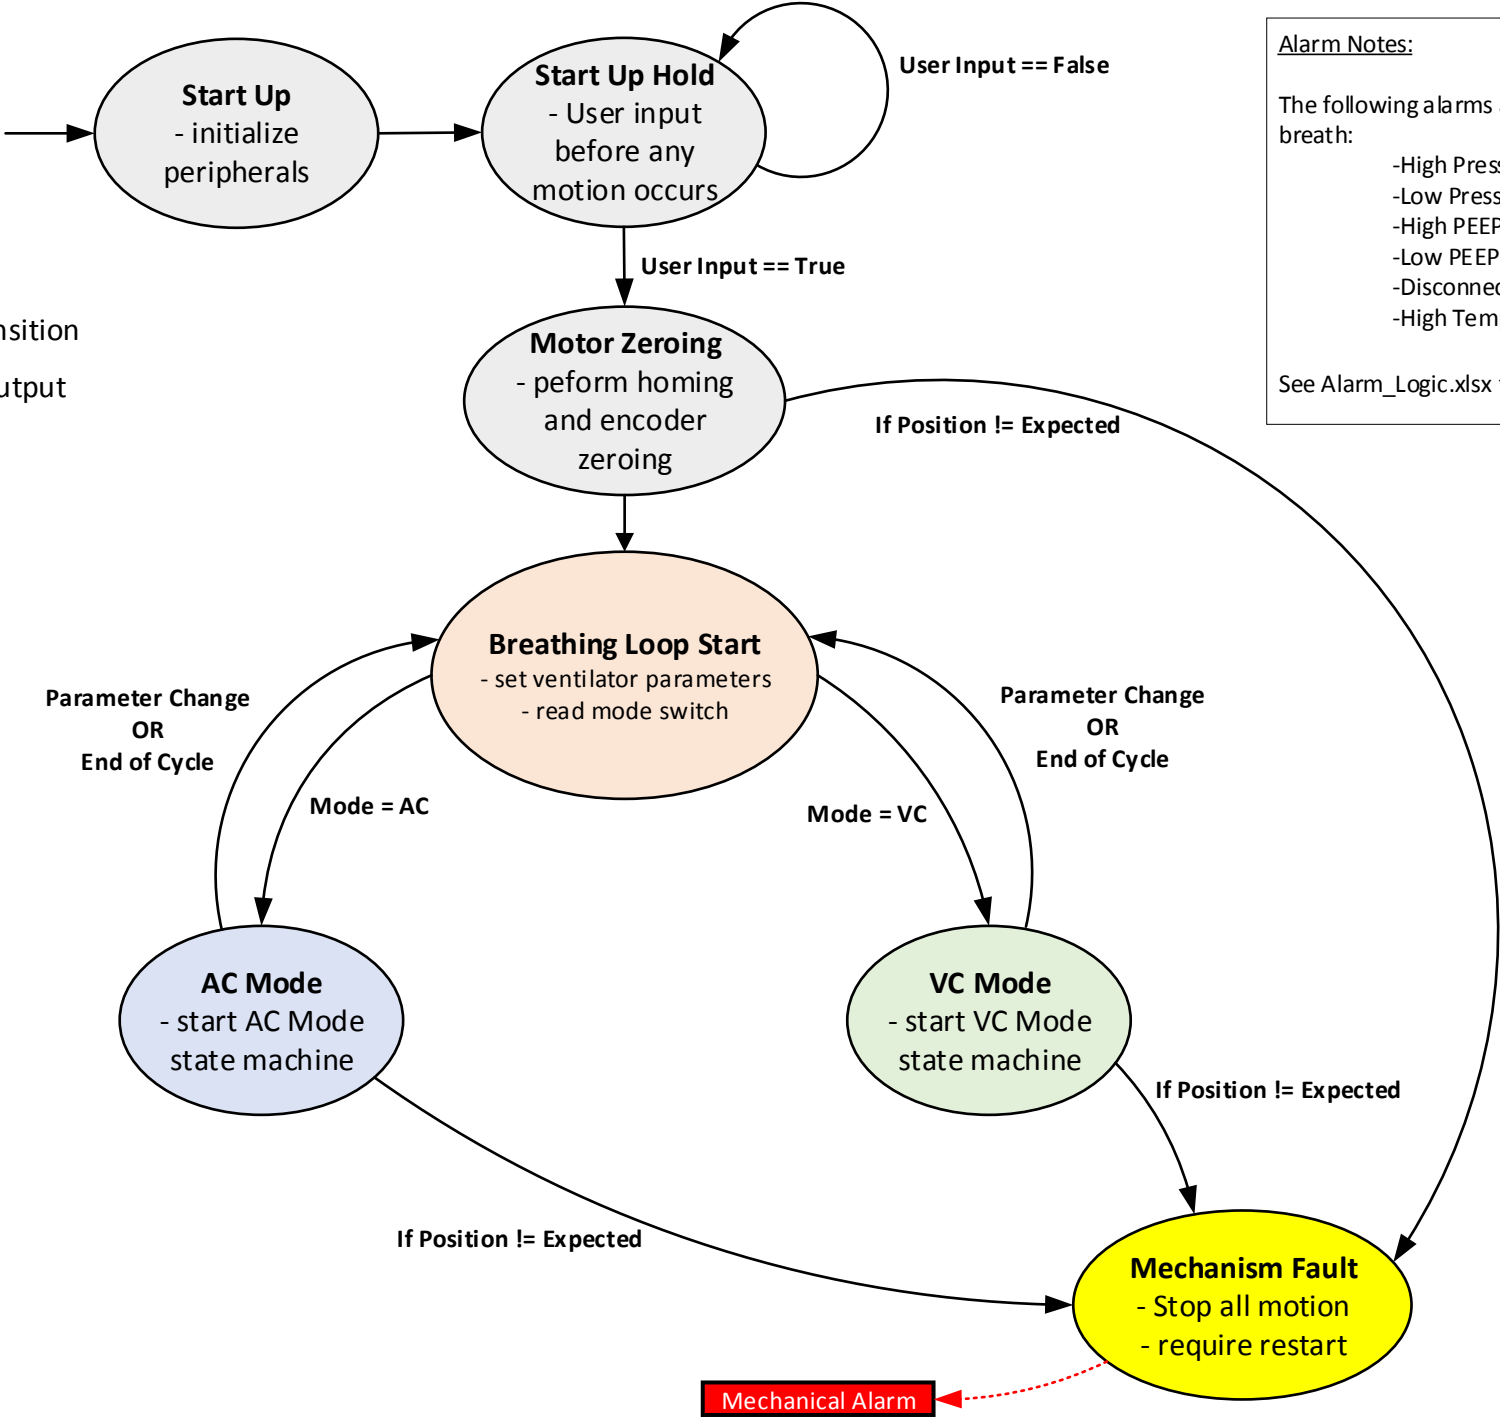 Start Up
- initialize
peripherals
Start Up Hold
- User input
before any
motion occurs
User Input == False
Alarm Notes:
The following alarms
breath:
-High Press
-Low Press
-High PEEP
-Low PEEP
-Disconnec
-High Tem
See Alarm_Logic.xlsx
User Input == True
nsition
utput
Motor Zeroing
- peform homing
and encoder
zeroing
If Position != Expected
Breathing Loop Start
- set ventilator parameters
- read mode switch
Parameter Change
OR
End of Cycle
Parameter Change
OR
End of Cycle
Mode = AC
Mode = VC
AC Mode
- start AC Mode
state machine
VC Mode
- start VC Mode
state machine
If Position != Expected
If Position != Expected
Mechanism Fault
- Stop all motion
- require restart
Mechanical Alarm